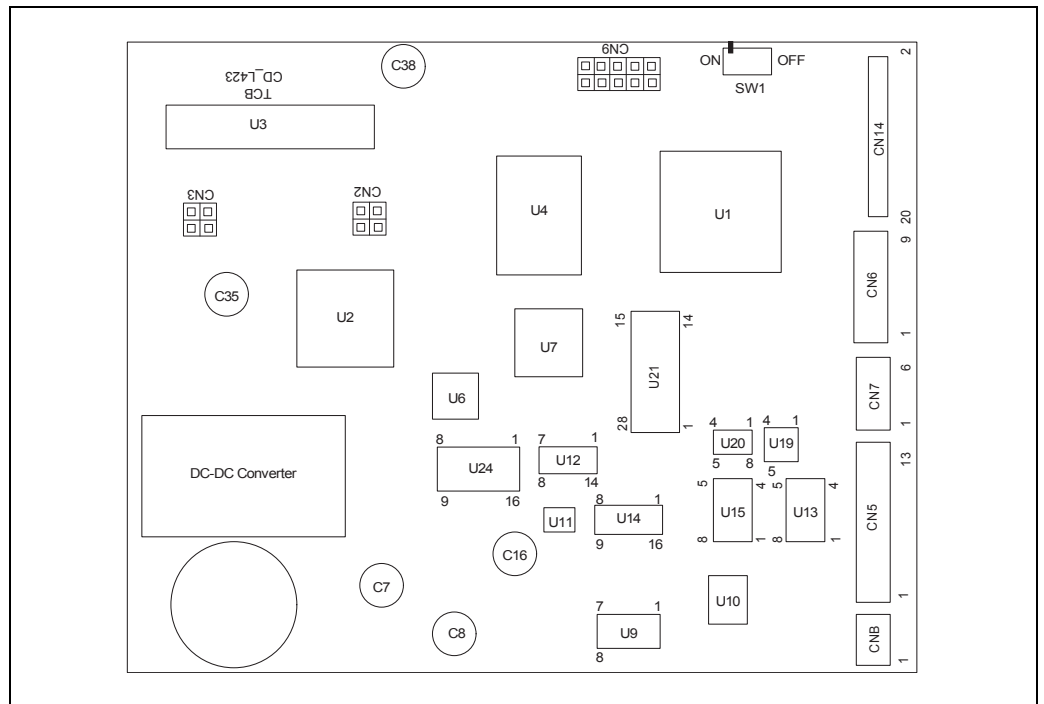 C38
CN9
ON OFF
SW1
2
CD_L423
TCB
U3
CN14
20
CN3
CN2
U4
U1
9
CN6
1
C35
U2
U7
15 14
U21
28 1
6
CN7
1
U6
DC-DC Converter
8 1
U24
9 16
7 1
U12
8 14
4 1
U20
5 8
4 1
U19
5
13
CN5
1
5 4
U15
8 1
5 4
U13
8 1
8 1
U14
9 16
U11
C16
C7
C8
U10
7 1
U9
8
CNB
1